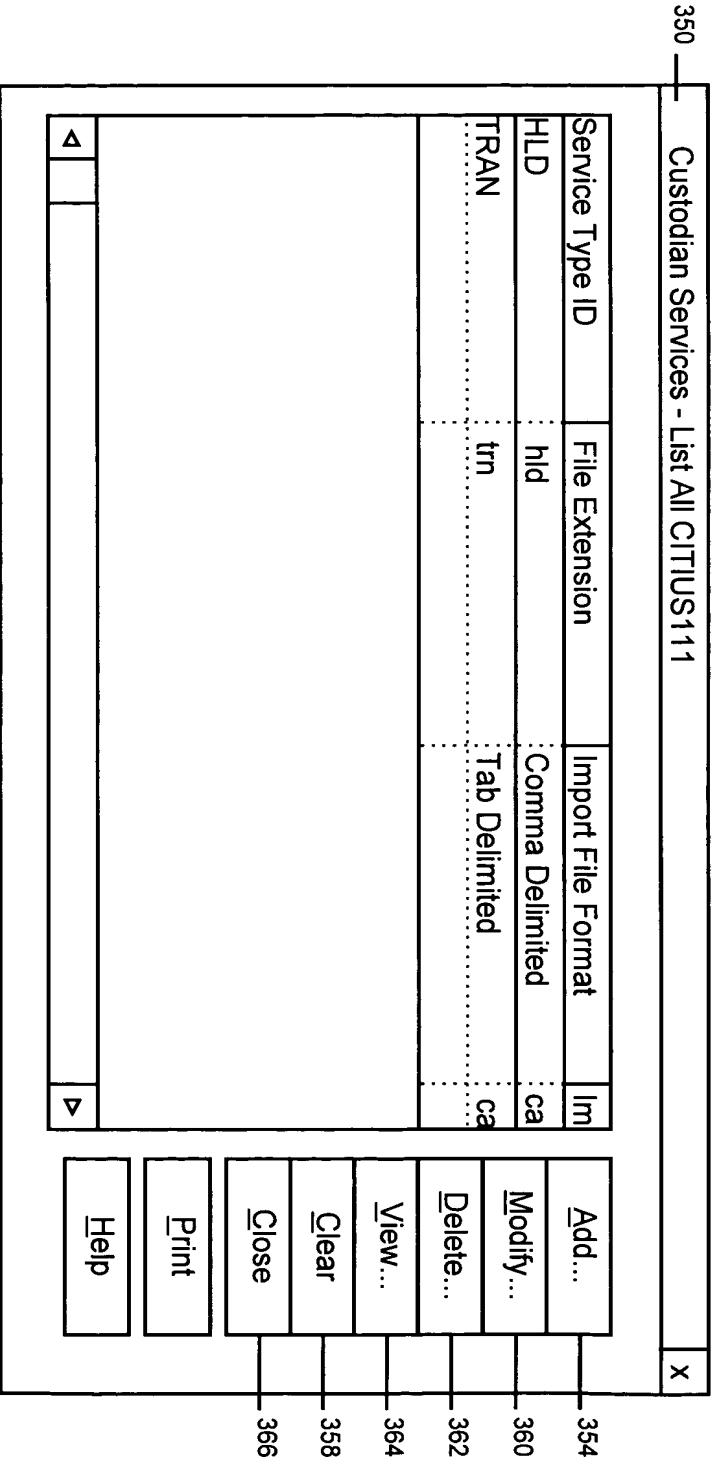 350
Custodian Services - List All CITIUS111
X
Service Type ID File Extension Import File Format Im
HLD hld Comma Delimited ca
TRAN trn Tab Delimited ca
Add... 354
Modify... 360
Delete... 362
View... 364
Clear 358
Close 366
Print
Help